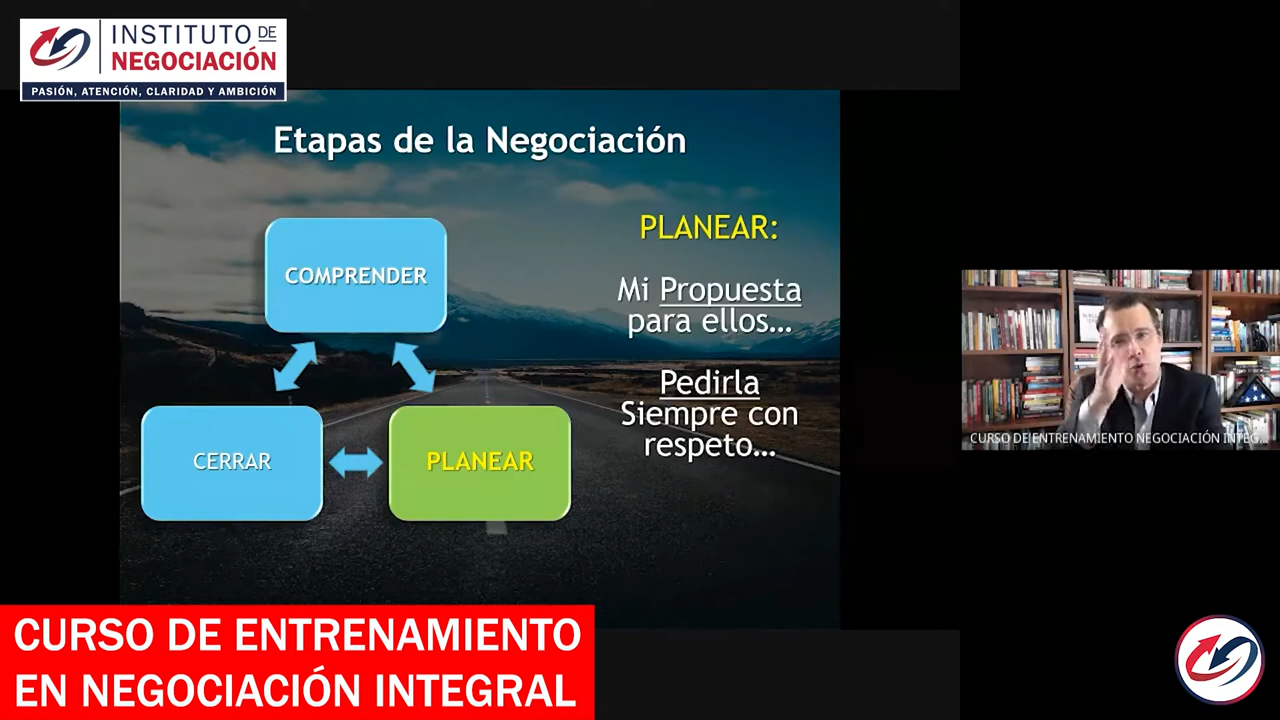 INSTITUTO DE
NEGOCIACIÓN
PASIÓN, ATENCIÓN, CLARIDAD Y AMBICIÓN
Etapas de la Negociación
COMPRENDER
CERRAR
PLANEAR
PLANEAR:
Mi Propuesta
para ellos...
Pedirla
Siempre con
respeto...
CURSO DE ENTRENAMIENTO NEGOCIACIÓN INTEG...
CURSO DE ENTRENAMIENTO
EN NEGOCIACIÓN INTEGRAL